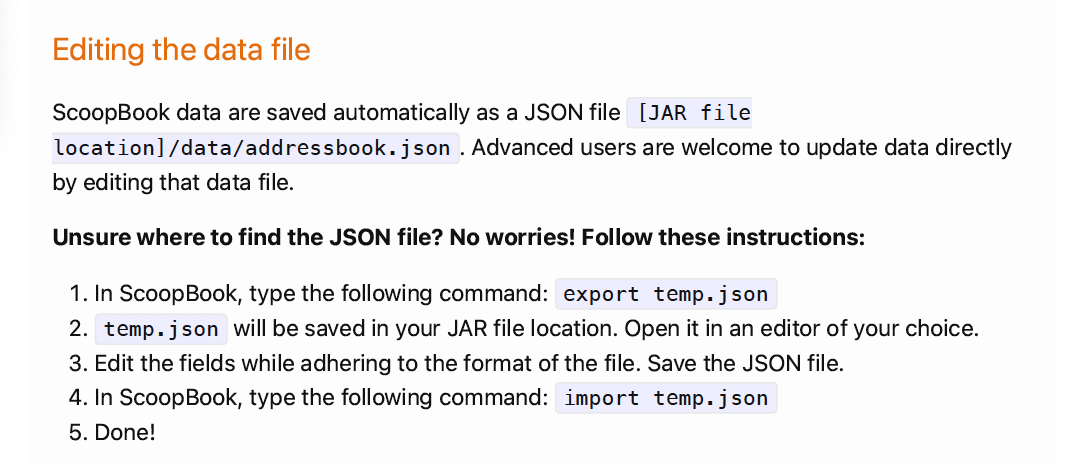 Editing the data file
ScoopBook data are saved automatically as a JSON file [JAR file
location]/data/addressbook.json . Advanced users are welcome to update data directly
by editing that data file.
Unsure where to find the JSON file? No worries! Follow these instructions:
1. In ScoopBook, type the following command: export temp.json
2. temp.json will be saved in your JAR file location. Open it in an editor of your choice.
3. Edit the fields while adhering to the format of the file. Save the JSON file.
4. In ScoopBook, type the following command: import temp.json
5. Done!